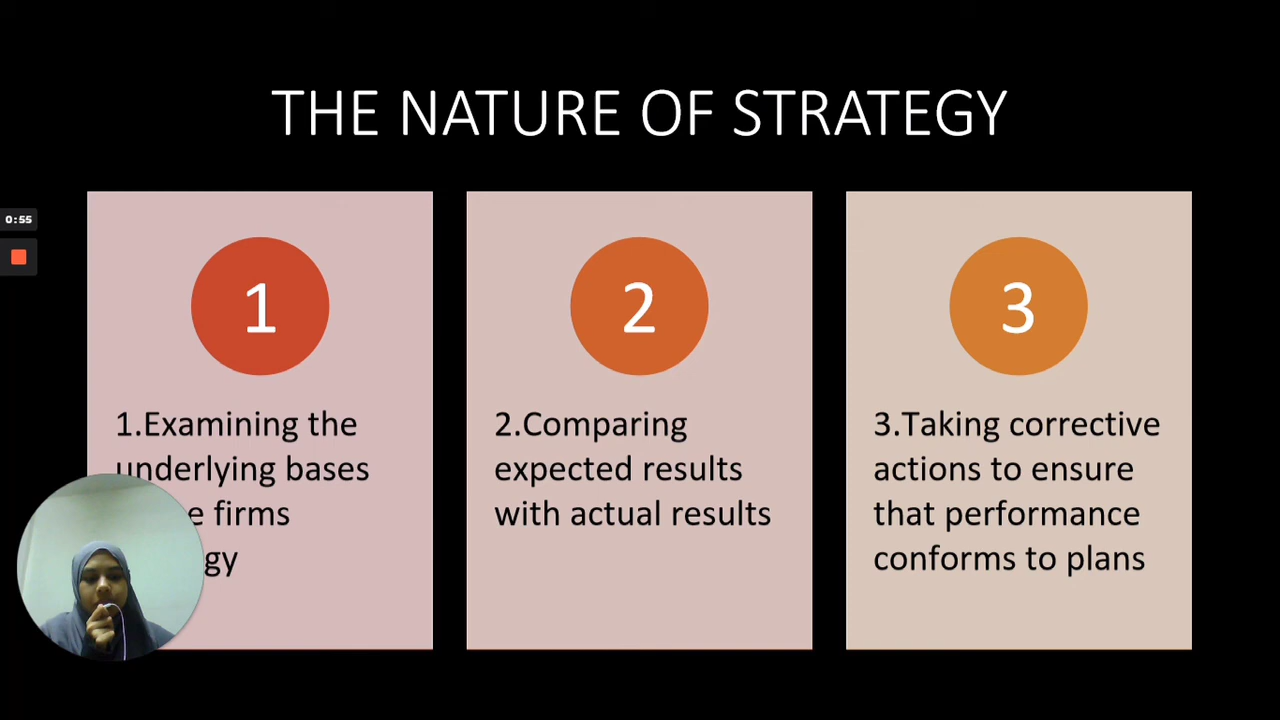 THE NATURE OF STRATEGY
0:55
1
1.Examining the
underlying bases
firms
2
2.Comparing
expected results
with actual results
3
3.Taking corrective
actions to ensure
that performance
conforms to plans